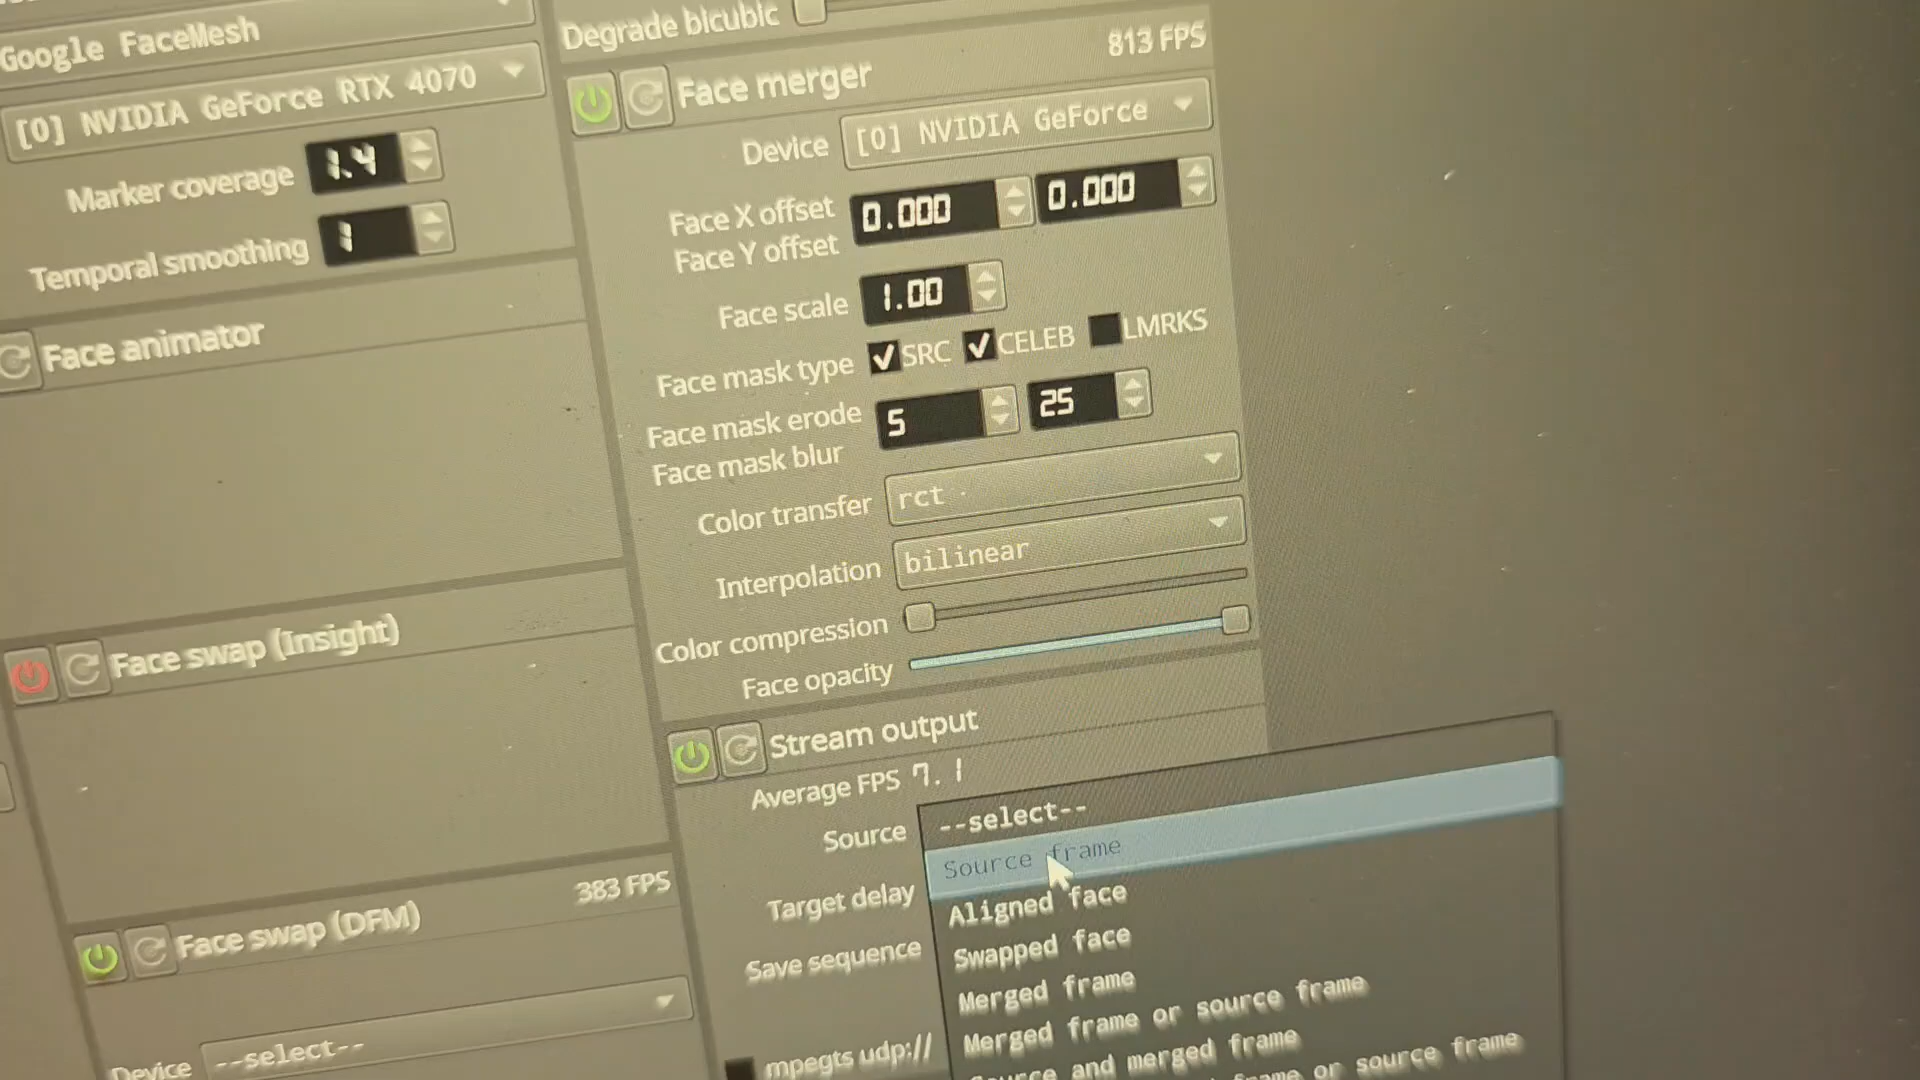 Google FaceMesh
[0] NVIDIA GeForce RTX 4070
Marker coverage 1.4
Temporal smoothing 1
Face animator
Face swap (Insight)
383 FPS
Face swap (DFM)
Device --select--
Degrade bicubic
813 FPS
Face merger
Device [0] NVIDIA GeForce
Face X offset 0.000 0.000
Face Y offset
Face scale 1.00
Face mask type SRC CELEB LMRKS
Face mask erode 5 25
Face mask blur
Color transfer rct
Interpolation bilinear
Color compression
Face opacity
Stream output
Average FPS 7.1
Source --select--
Source frame
Target delay Aligned face
Swapped face
Save sequence Merged frame
Merged frame or source frame
mpegts udp:// Source and merged frame
frame or source frame